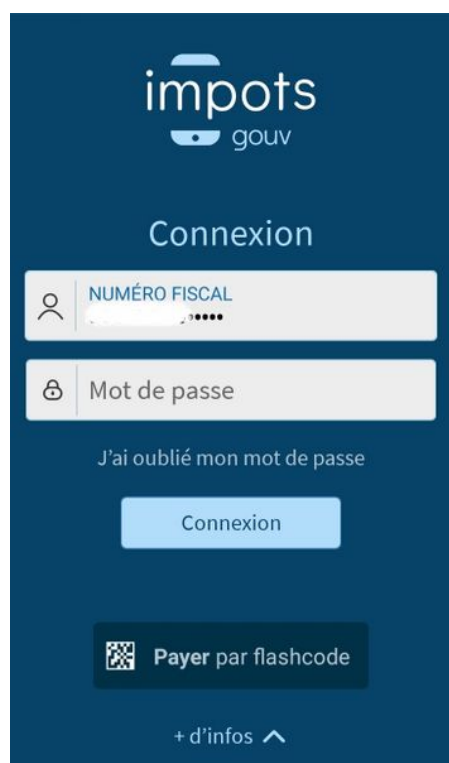 impots
gouv
Connexion
NUMÉRO FISCAL
Mot de passe
J'ai oublié mon mot de passe
Connexion
Payer par flashcode
+ d'infos